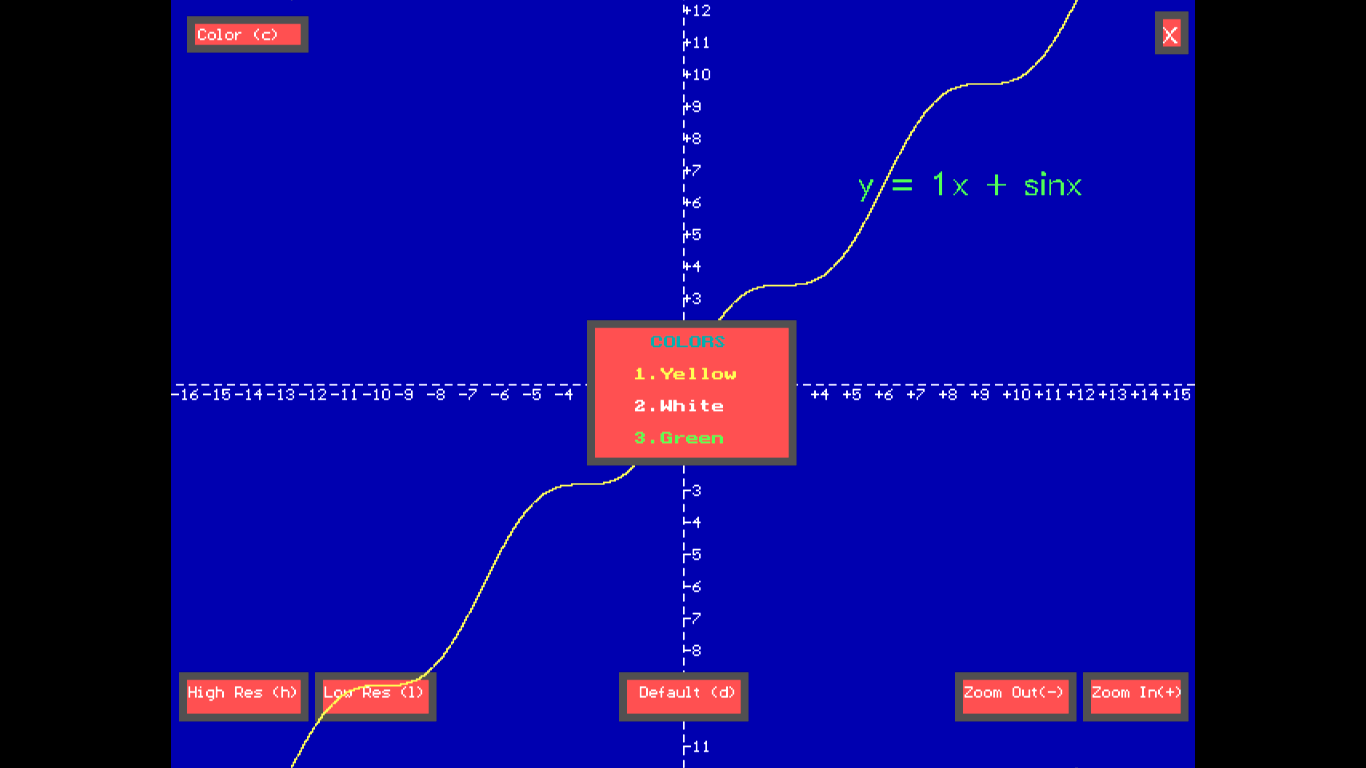 +12
Color (c)
X
+11
+10
+9
+8
+7
y = 1x + sinx
+6
+5
+4
+3
COLORS
1.Yellow
-16-15-14-13-12-11-10-9 -8 -7 -6 -5 -4 +4 +5 +6 +7 +8 +9 +10+11+12+13+14+15
2.White
3.Green
-3
-4
-5
-6
-7
-8
High Res (h) Low Res (l) Default (d) Zoom Out(-) Zoom In(+)
-11